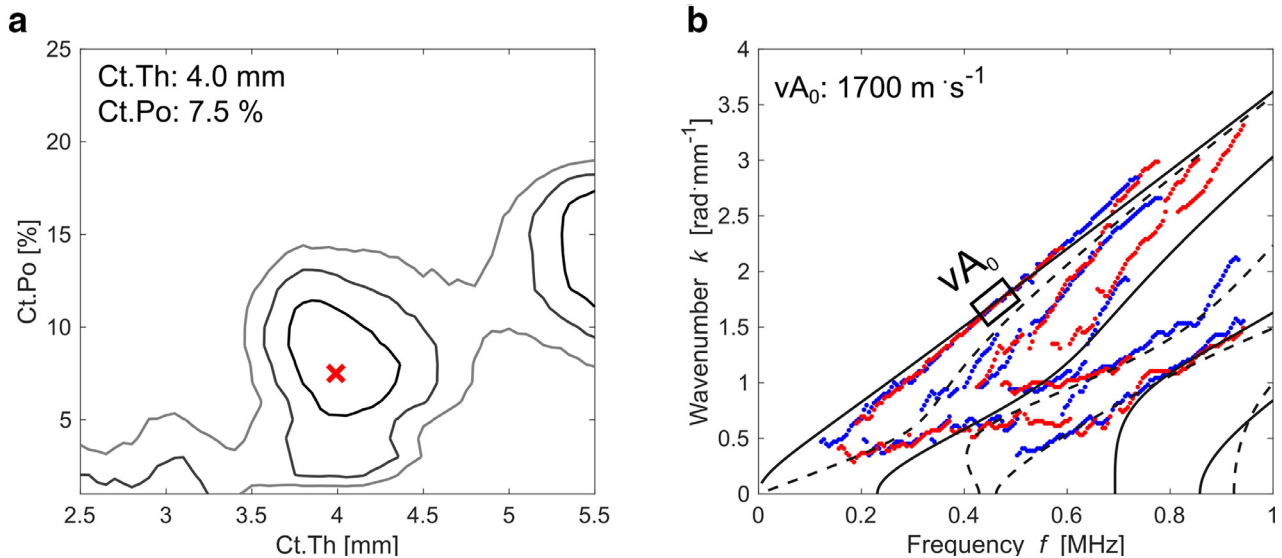 a
Ct.Th: 4.0 mm
Ct.Po: 7.5 %
25
20
15
10
5
Ct.Po [%]
2.5 3 3.5 4 4.5 5 5.5
Ct.Th [mm]
b
vA₀: 1700 m · s⁻¹
4
3.5
3
2.5
2
1.5
1
0.5
0
Wavenumber k [rad·mm⁻¹]
vA₀
0 0.2 0.4 0.6 0.8 1
Frequency f [MHz]